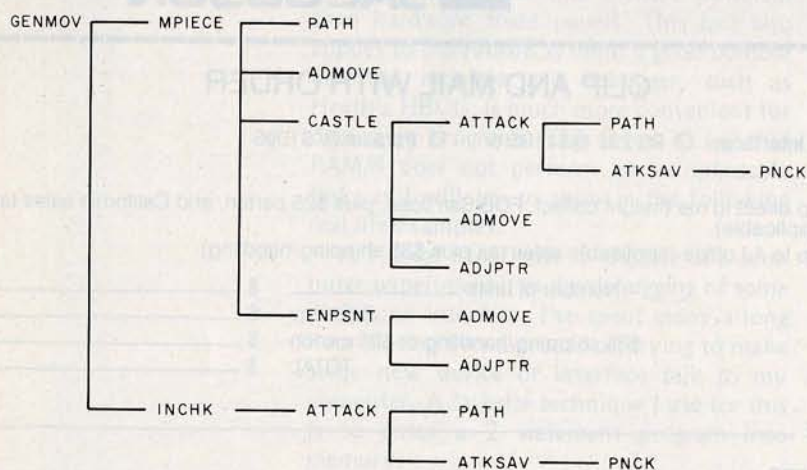 GENMOV MPIECE PATH
ADMOVE
CASTLE ATTACK PATH
ATKSAV PNCK
ADMOVE
ADJPTR
ENPSNT ADMOVE
ADJPTR
INCHK ATTACK PATH
ATKSAV PNCK